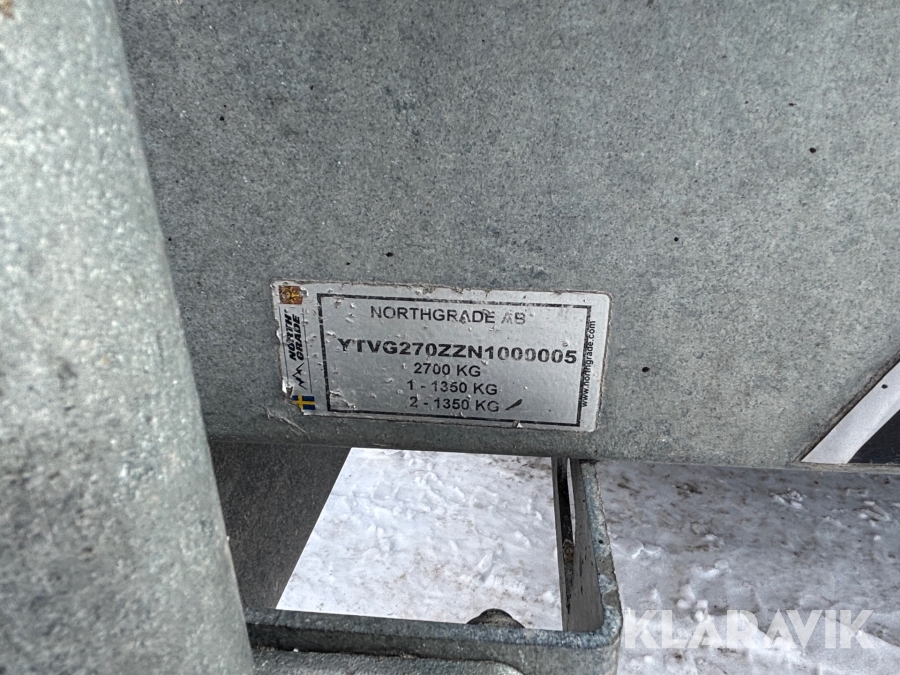 NORTH
GRADE
NORTHGRADE AB
YTVG270ZZN1000005
2700 KG
1 - 1350 KG
2 - 1350 KG
www.northgrade.com
KLARAVIK